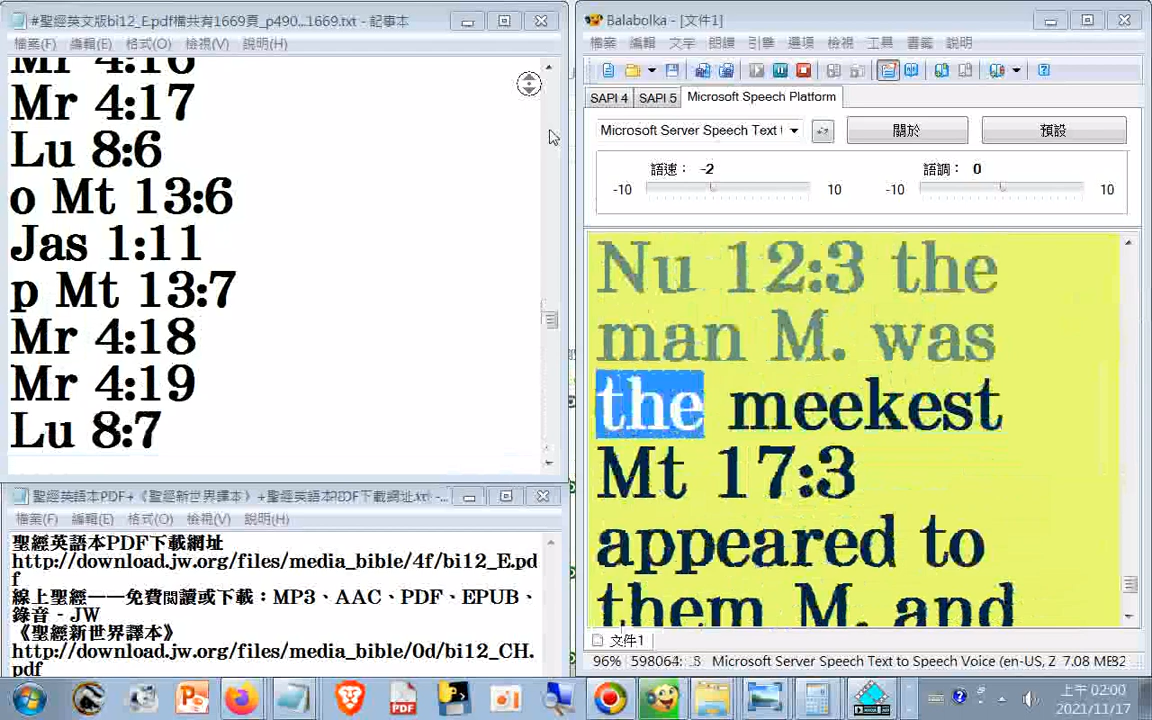 #聖經英文版bi12_E.pdf檔共有1669頁_p490...1669.txt - 記事本
檔案(F) 編輯(E) 格式(O) 檢視(V) 說明(H)
Mr 4:16
Mr 4:17
Lu 8:6
o Mt 13:6
Jas 1:11
p Mt 13:7
Mr 4:18
Mr 4:19
Lu 8:7
聖經英語本PDF+《聖經新世界譯本》+聖經英語本PDF下載網址.txt -...
檔案(F) 編輯(E) 格式(O) 檢視(V) 說明(H)
聖經英語本PDF下載網址
http://download.jw.org/files/media_bible/4f/bi12_E.pd
f
線上聖經——免費閱讀或下載：MP3、AAC、PDF、EPUB、
錄音 - JW
《聖經新世界譯本》
http://download.jw.org/files/media_bible/0d/bi12_CH.
pdf
Balabolka - [文件1]
檔案 編輯 文字 朗讀 引擎 選項 檢視 工具 書籤 說明
SAPI 4 SAPI 5 Microsoft Speech Platform
Microsoft Server Speech Text 關於 預設
語速： -2 語調： 0
-10 10 -10 10
Nu 12:3 the
man M. was
the meekest
Mt 17:3
appeared to
them M. and
文件1
96% 598064: Microsoft Server Speech Text to Speech Voice (en-US, Z 7.08 MB
上午 02:00
2021/11/17